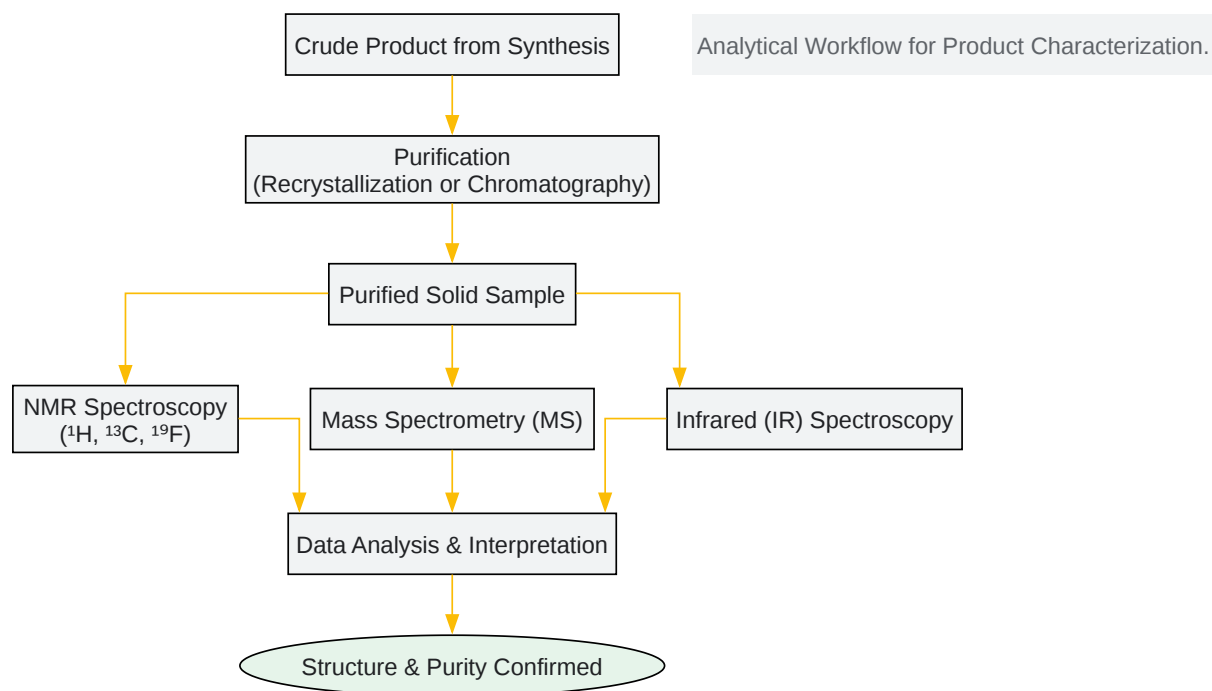 Crude Product from Synthesis
Analytical Workflow for Product Characterization.
Purification
(Recrystallization or Chromatography)
Purified Solid Sample
NMR Spectroscopy
(¹H, ¹³C, ¹⁹F)
Mass Spectrometry (MS)
Infrared (IR) Spectroscopy
Data Analysis & Interpretation
Structure & Purity Confirmed